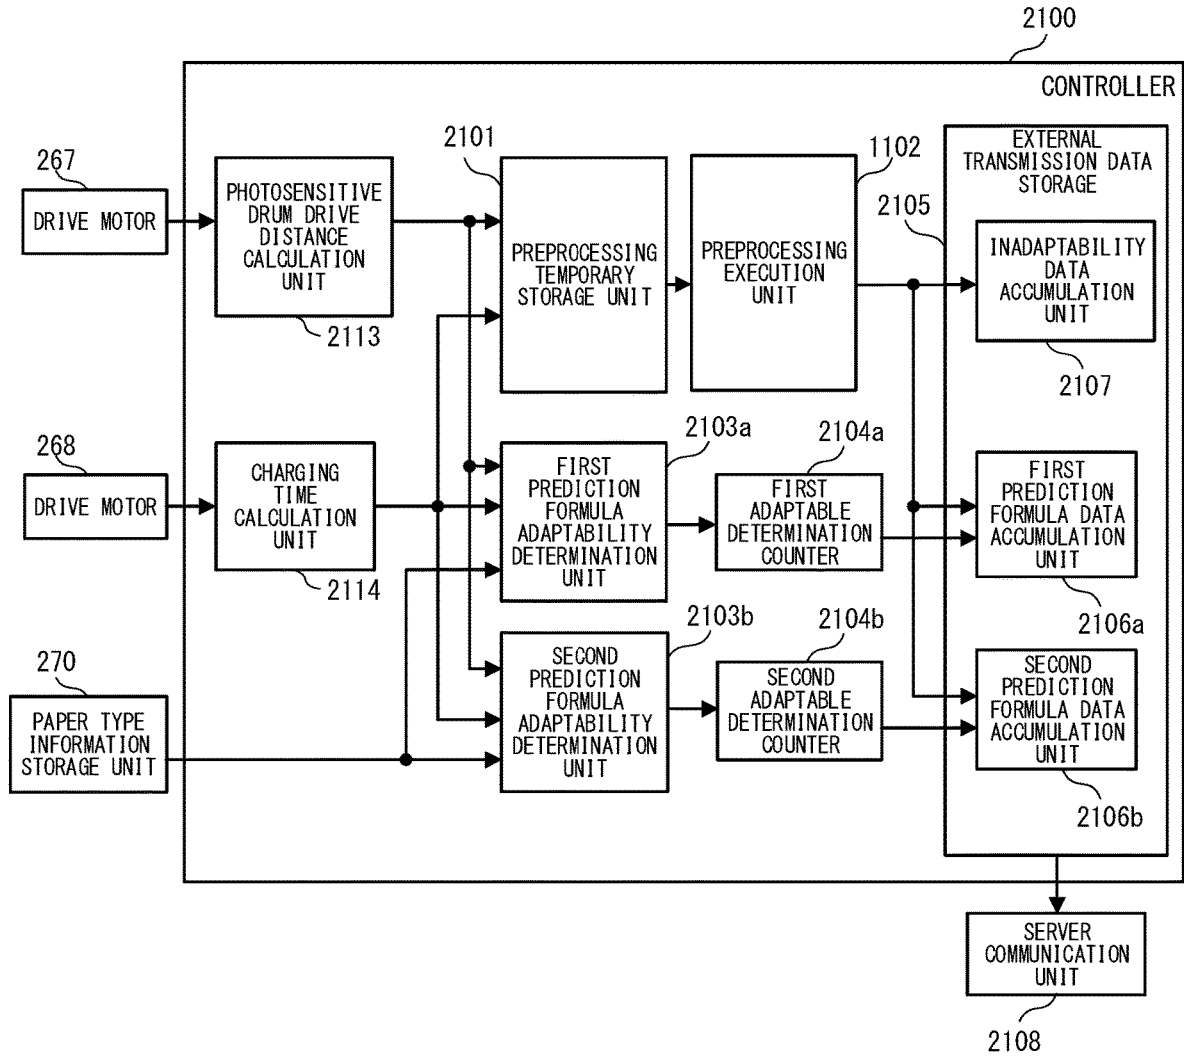 2100
CONTROLLER
267
DRIVE MOTOR
PHOTOSENSITIVE
DRUM DRIVE
DISTANCE
CALCULATION
UNIT
2113
2101
PREPROCESSING
TEMPORARY
STORAGE UNIT
1102
PREPROCESSING
EXECUTION
UNIT
2105
EXTERNAL
TRANSMISSION DATA
STORAGE
INADAPTABILITY
DATA
ACCUMULATION
UNIT
2107
268
DRIVE MOTOR
CHARGING
TIME
CALCULATION
UNIT
2114
2103a
FIRST
PREDICTION
FORMULA
ADAPTABILITY
DETERMINATION
UNIT
2104a
FIRST
ADAPTABLE
DETERMINATION
COUNTER
FIRST
PREDICTION
FORMULA DATA
ACCUMULATION
UNIT
2106a
270
PAPER TYPE
INFORMATION
STORAGE UNIT
2103b
SECOND
PREDICTION
FORMULA
ADAPTABILITY
DETERMINATION
UNIT
2104b
SECOND
ADAPTABLE
DETERMINATION
COUNTER
SECOND
PREDICTION
FORMULA DATA
ACCUMULATION
UNIT
2106b
SERVER
COMMUNICATION
UNIT
2108